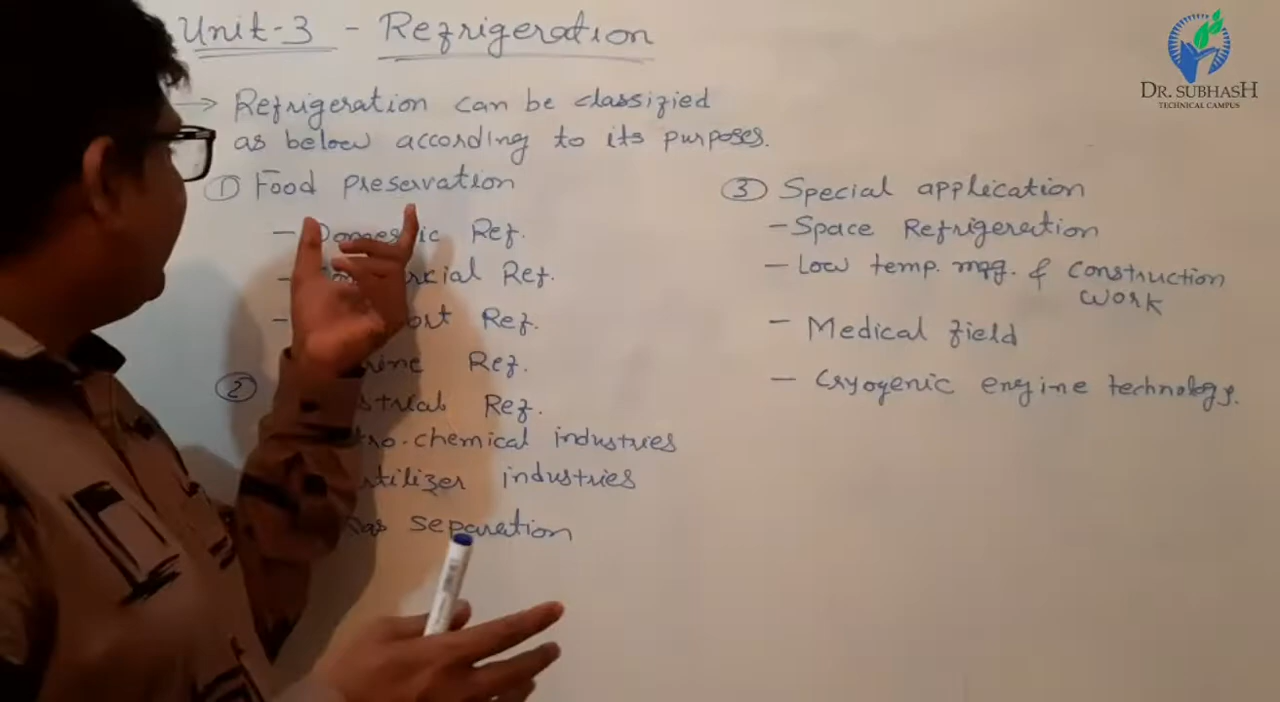 Unit-3 - Refrigeration
→ Refrigeration can be classified
as below according to its purposes.
① Food preservation
- Ref.
- Ref.
- Ref.
Ref.
②
Ref.
chemical industries
industries
separation
③ Special application
- Space Refrigeration
- Low temp. mfg. & construction
work
- Medical field
- Cryogenic engine technology.
DR. SUBHASH
TECHNICAL CAMPUS